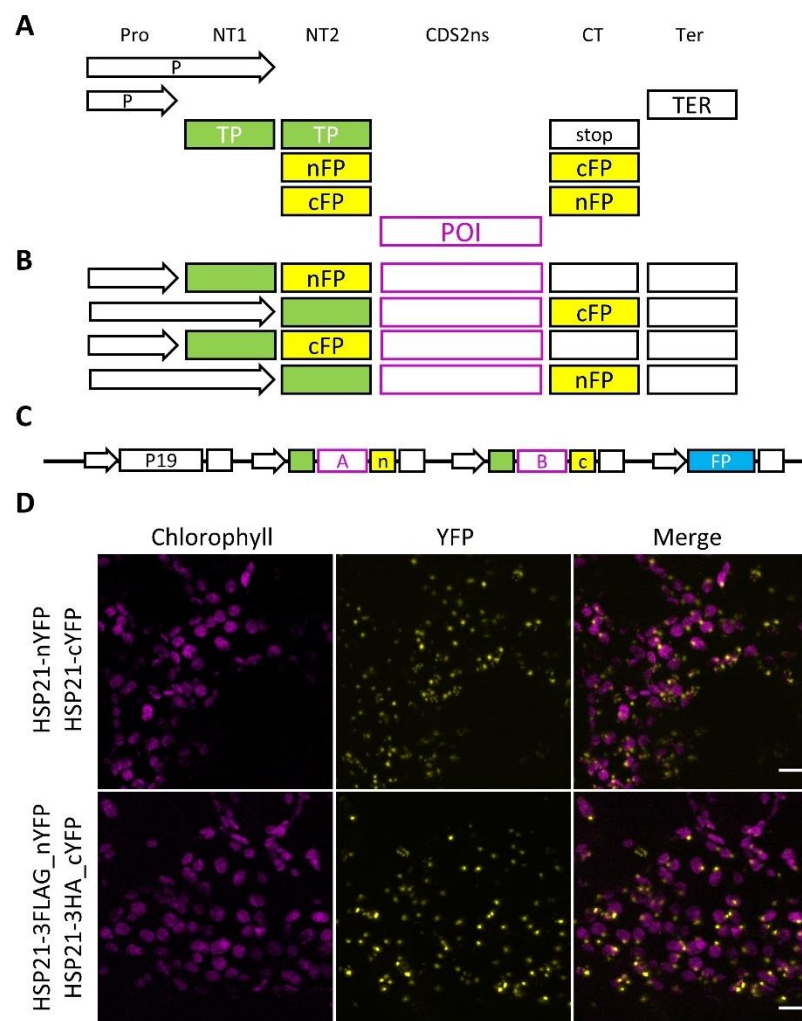 A
Pro NT1 NT2 CDS2ns CT Ter
P
P
TER
TP TP stop
nFP cFP
cFP nFP
POI
B
nFP
cFP
cFP
nFP
C
P19 A n B c FP
D
Chlorophyll YFP Merge
HSP21-nYFP
HSP21-cYFP
HSP21-3FLAG_nYFP
HSP21-3HA_cYFP